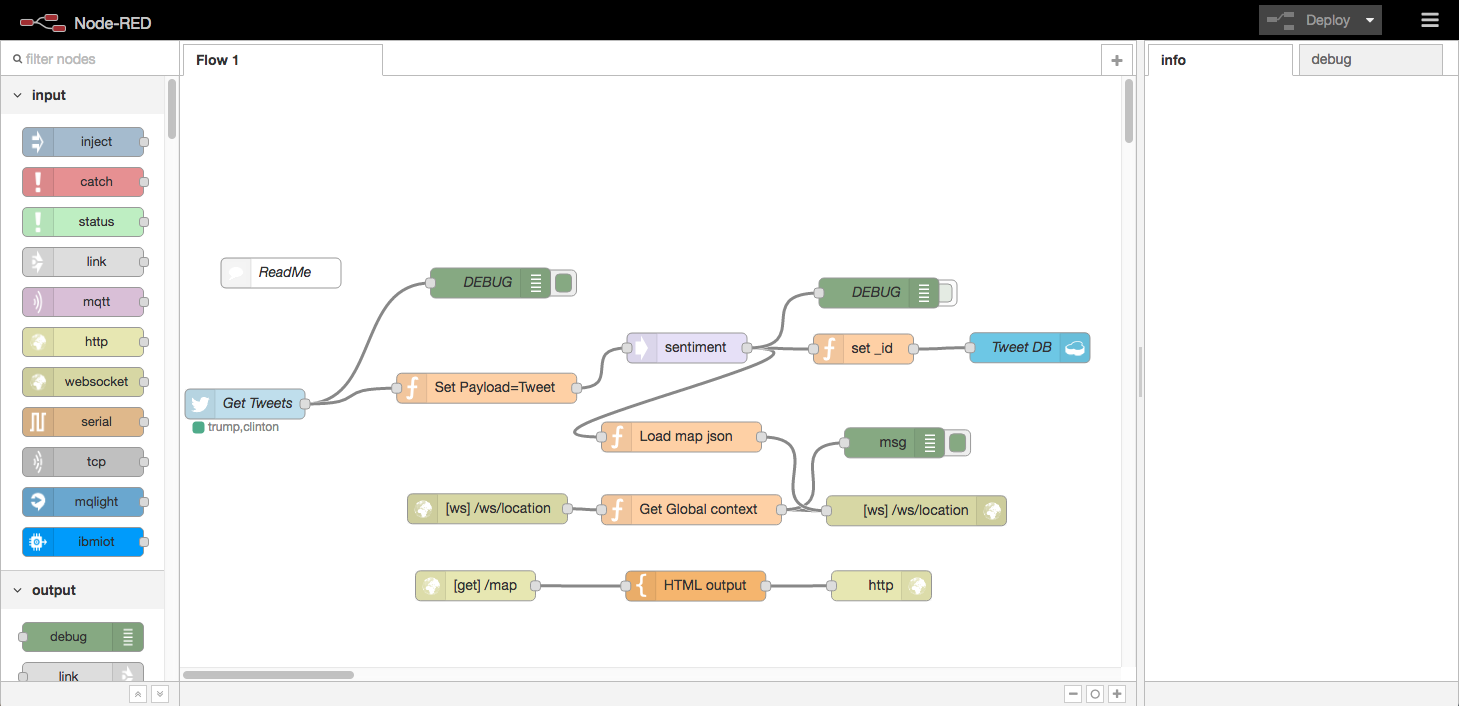 Node-RED
Deploy
filter nodes
Flow 1
info
debug
input
inject
catch
status
link
mqtt
http
websocket
serial
tcp
mqlight
ibmiot
output
debug
link
ReadMe
DEBUG
DEBUG
sentiment
set _id
Tweet DB
Set Payload=Tweet
Get Tweets
trump,clinton
Load map json
msg
[ws] /ws/location
Get Global context
[ws] /ws/location
[get] /map
HTML output
http